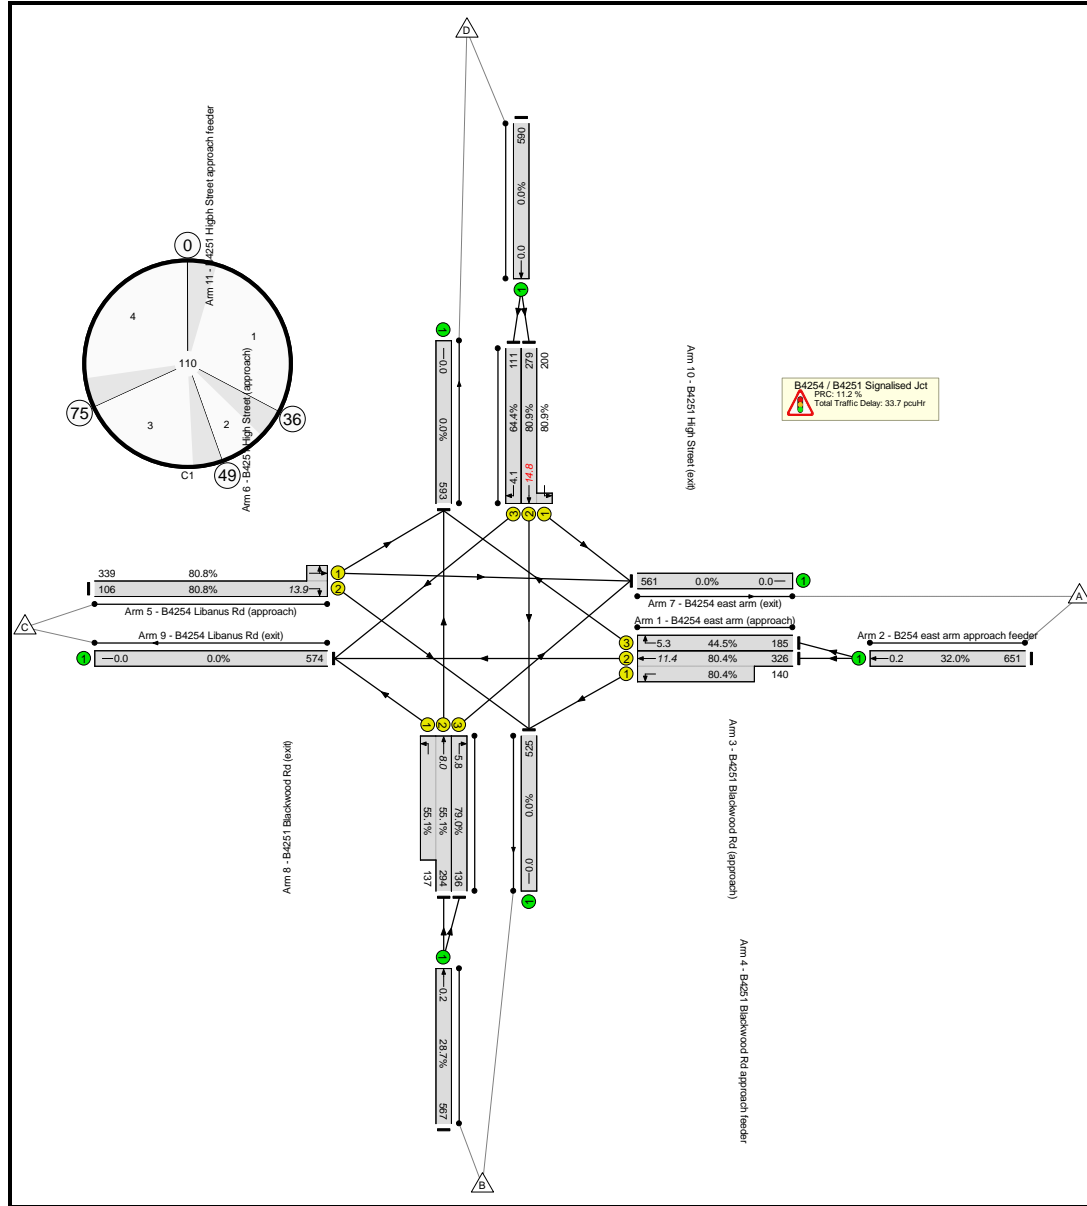 D
Arm 11 - B4251 Higbh Street approach feeder
590
0.0%
0.0
1
0
4
1
110
75
36
3
2
C1
49
Arm 6 - B4251 High Street (approach)
1
0.0
0.0%
593
111
279
200
64.4%
80.9%
80.9%
4.1
14.8
3
2
1
Arm 10 - B4251 High Street (exit)
B4254 / B4251 Signalised Jct
PRC: 11.2 %
Total Traffic Delay: 33.7 pcuHr
339 80.8% 1
106 80.8% 13.9 2
Arm 5 - B4254 Libanus Rd (approach)
C
Arm 9 - B4254 Libanus Rd (exit)
1 0.0 0.0% 574
561 0.0% 0.0 1
Arm 7 - B4254 east arm (exit)
A
Arm 1 - B4254 east arm (approach)
3 5.3 44.5% 185
2 11.4 80.4% 326
1 80.4% 140
Arm 2 - B254 east arm approach feeder
1 0.2 32.0% 651
1
2
3
8.0
5.8
55.1%
55.1%
79.0%
137
294
136
525
0.0%
0.0
1
Arm 8 - B4251 Blackwood Rd (exit)
Arm 3 - B4251 Blackwood Rd (approach)
1
0.2
28.7%
567
Arm 4 - B4251 Blackwood Rd approach feeder
B